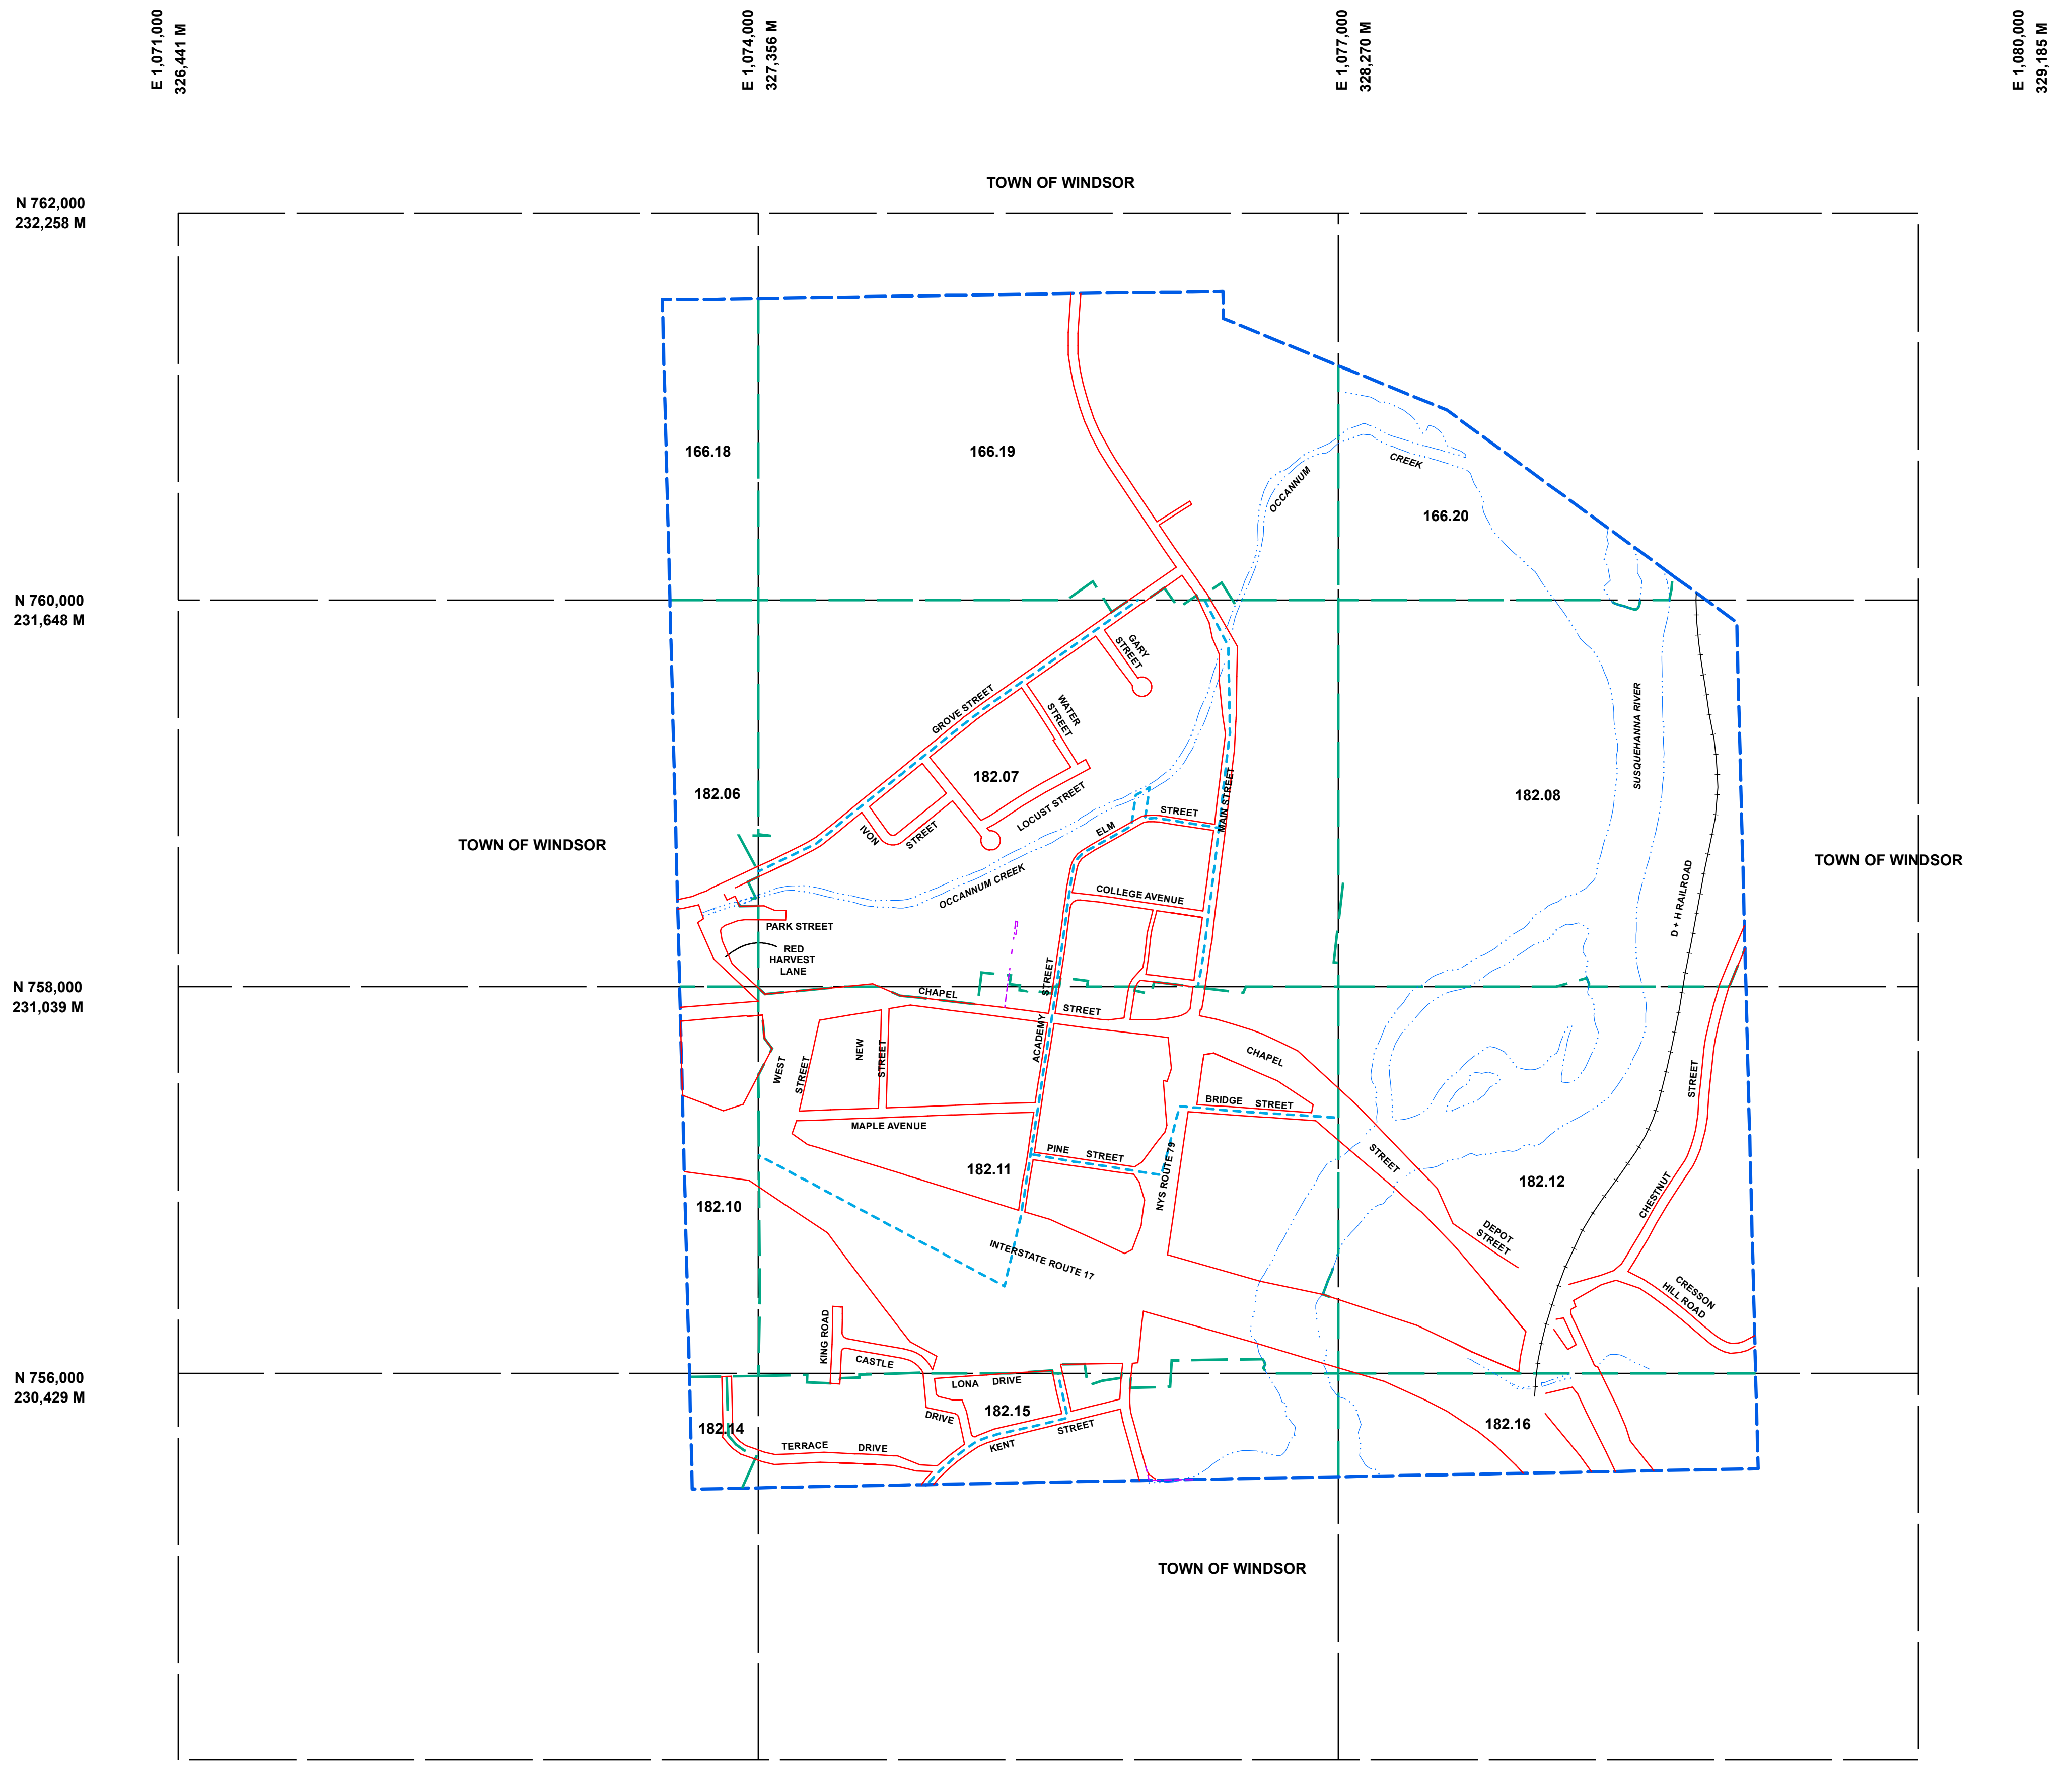 E 1,071,000
326,441 M
E 1,074,000
327,356 M
E 1,077,000
328,270 M
E 1,080,000
329,185 M
TOWN OF WINDSOR
N 762,000
232,258 M
166.18
166.19
OCCANNUM
CREEK
166.20
N 760,000
231,648 M
GARY
STREET
GROVE STREET
WATER
STREET
SUSQUEHANNA RIVER
182.06
182.07
182.08
LOCUST STREET
STREET
MAIN STREET
ELM
IVON
STREET
TOWN OF WINDSOR
TOWN OF WINDSOR
OCCANNUM CREEK
COLLEGE AVENUE
D + H RAILROAD
PARK STREET
RED
HARVEST
LANE
N 758,000
231,039 M
CHAPEL
STREET
STREET
ACADEMY
NEW
STREET
WEST
STREET
CHAPEL
STREET
STREET
BRIDGE
STREET
MAPLE AVENUE
PINE
STREET
NYS ROUTE 79
182.11
182.12
182.10
CHESTNUT
DEPOT
STREET
INTERSTATE ROUTE 17
CRESSON
HILL ROAD
KING ROAD
CASTLE
N 756,000
230,429 M
LONA
DRIVE
182.15
DRIVE
182.14
182.16
STREET
KENT
TERRACE
DRIVE
TOWN OF WINDSOR